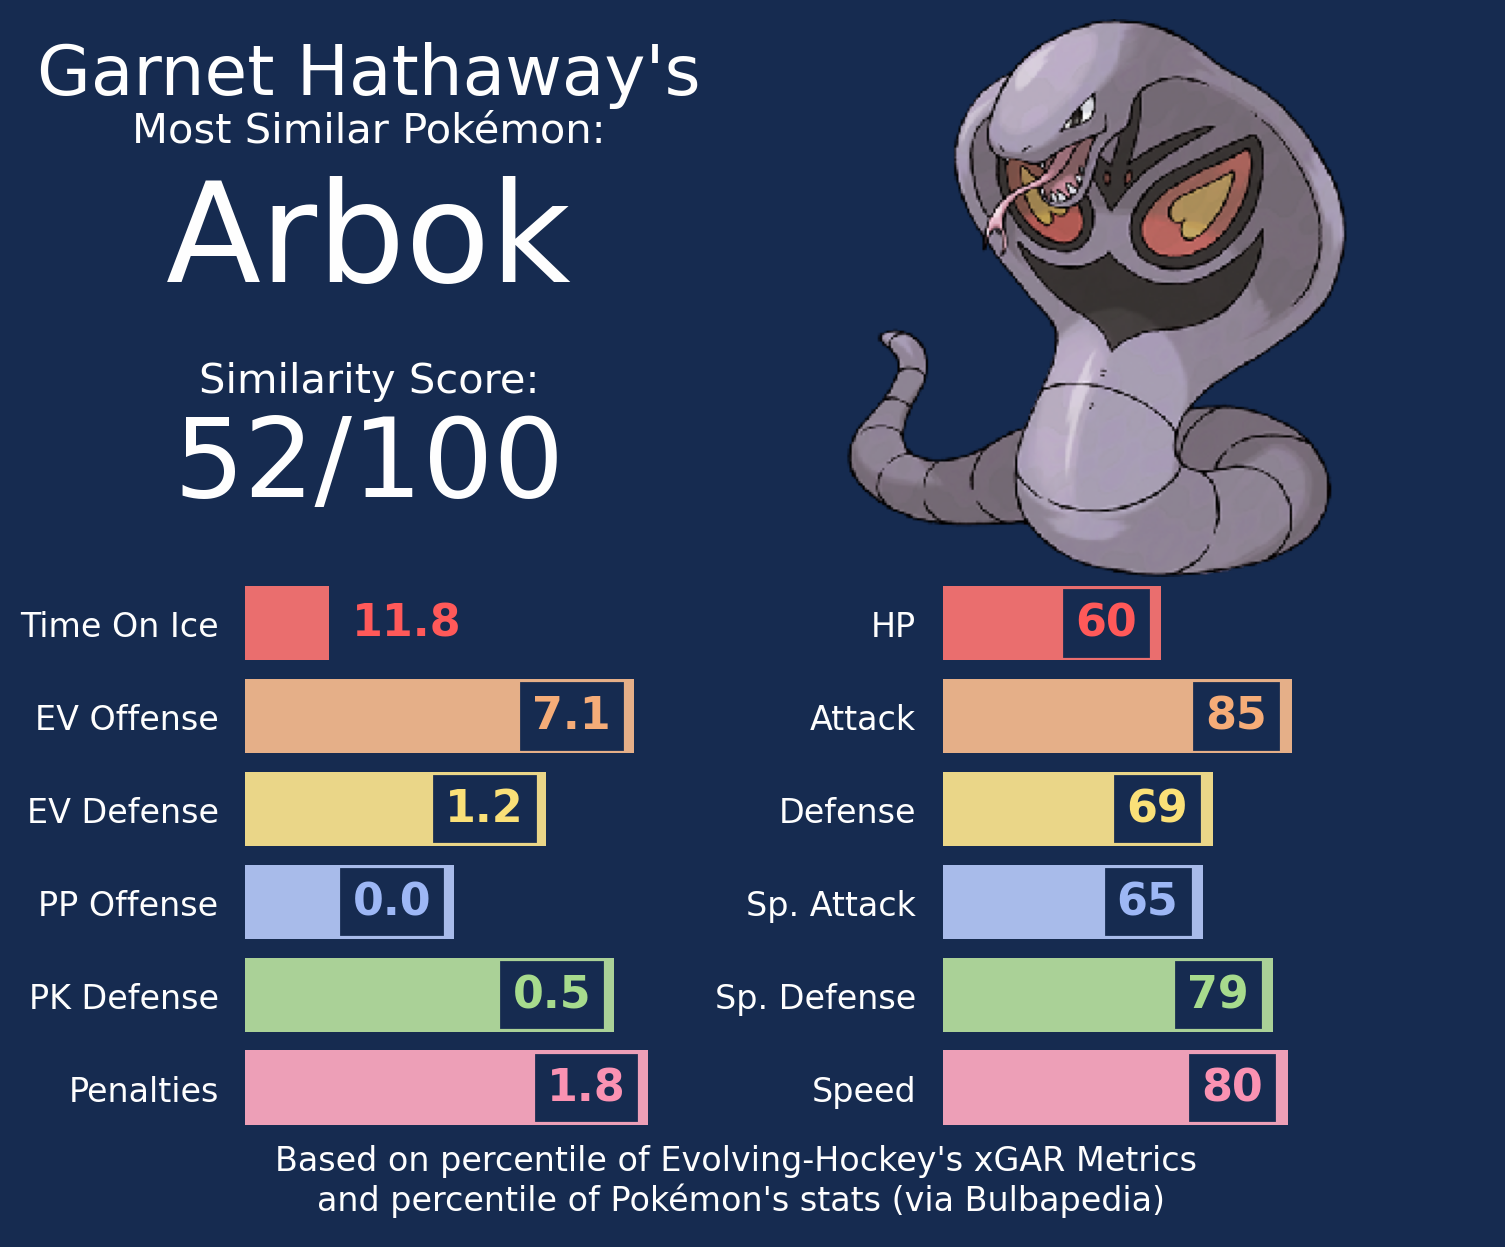 Garnet Hathaway's
Most Similar Pokémon:
Arbok
Similarity Score:
52/100
Time On Ice 11.8
EV Offense 7.1
EV Defense 1.2
PP Offense 0.0
PK Defense 0.5
Penalties 1.8
HP 60
Attack 85
Defense 69
Sp. Attack 65
Sp. Defense 79
Speed 80
Based on percentile of Evolving-Hockey's xGAR Metrics
and percentile of Pokémon's stats (via Bulbapedia)